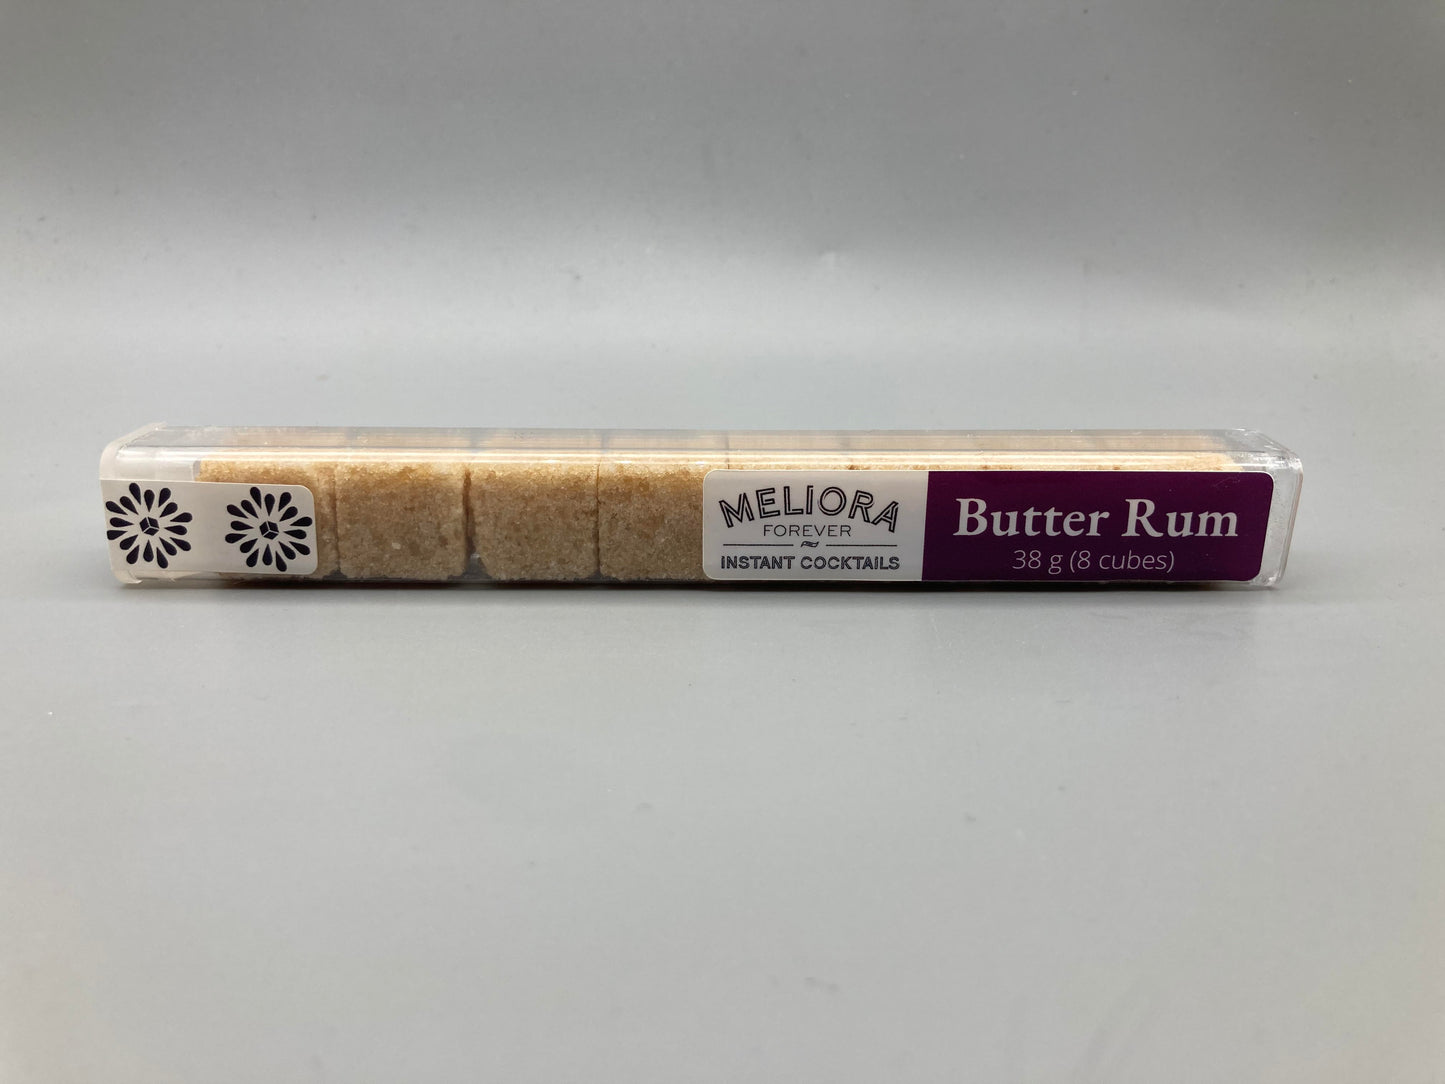 MELIORA
FOREVER
INSTANT COCKTAILS
Butter Rum
38 g (8 cubes)